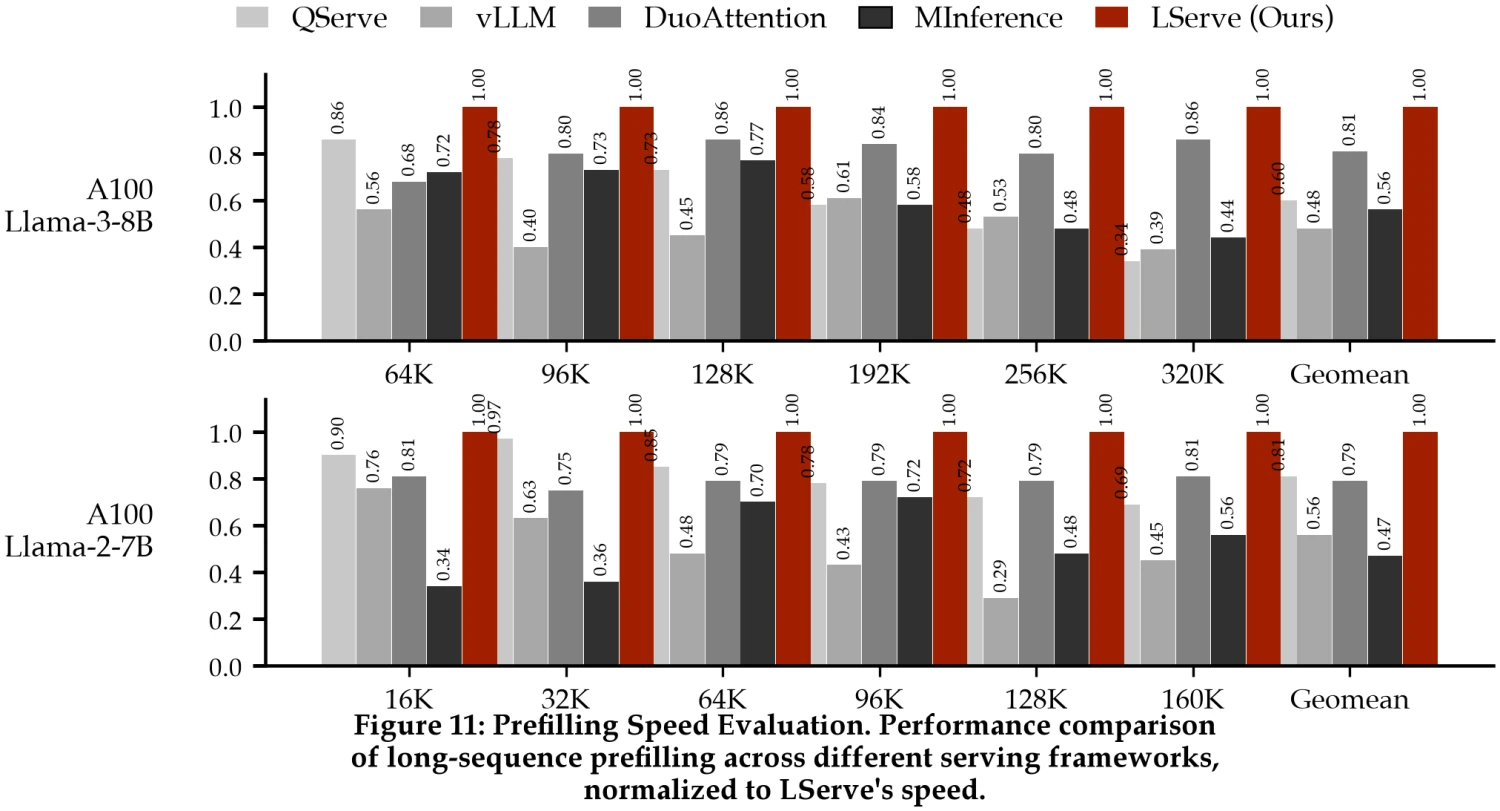 QServe vLLM DuoAttention MInference LServe (Ours)
A100
Llama-3-8B
1.0
0.8
0.6
0.4
0.2
0.0
0.86 0.56 0.68 0.72 1.00
0.78 0.40 0.80 0.73 1.00
0.73 0.45 0.86 0.77 1.00
0.58 0.61 0.84 0.58 1.00
0.48 0.53 0.80 0.48 1.00
0.34 0.39 0.86 0.44 1.00
0.60 0.48 0.81 0.56 1.00
64K 96K 128K 192K 256K 320K Geomean
A100
Llama-2-7B
1.0
0.8
0.6
0.4
0.2
0.0
0.90 0.76 0.81 0.34 1.00
0.97 0.63 0.75 0.36 1.00
0.85 0.48 0.79 0.70 1.00
0.78 0.43 0.79 0.72 1.00
0.72 0.29 0.79 0.48 1.00
0.69 0.45 0.81 0.56 1.00
0.81 0.56 0.79 0.47 1.00
16K 32K 64K 96K 128K 160K Geomean
Figure 11: Prefilling Speed Evaluation. Performance comparison
of long-sequence prefilling across different serving frameworks,
normalized to LServe's speed.